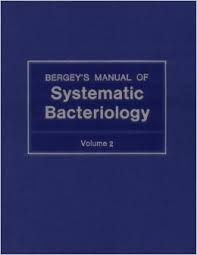 BERGEY'S MANUAL OF
Systematic
Bacteriology
Volume 2